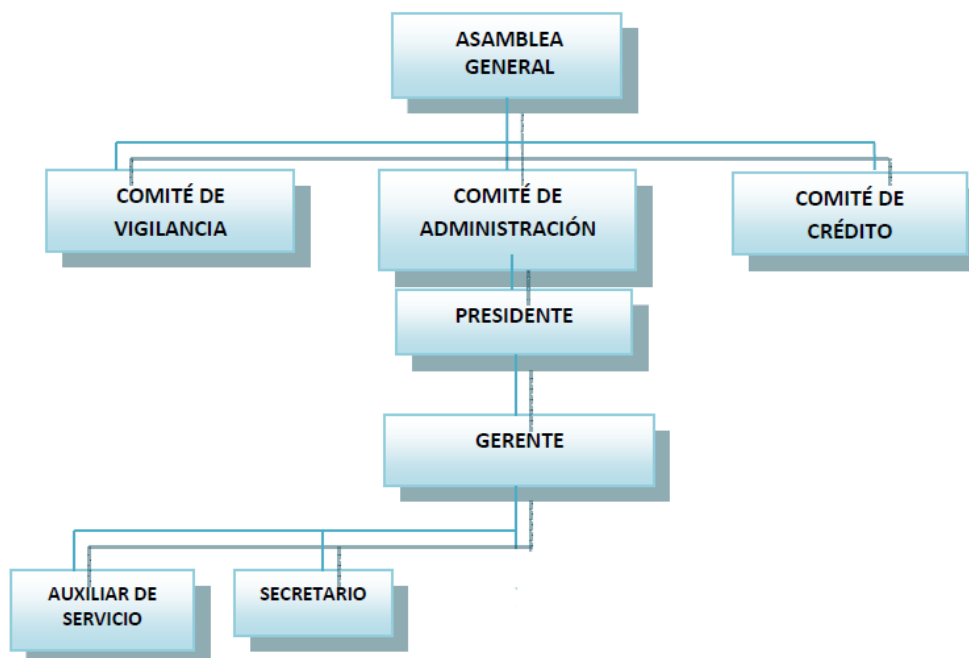 ASAMBLEA
GENERAL
COMITÉ DE
VIGILANCIA
COMITÉ DE
ADMINISTRACIÓN
COMITÉ DE
CRÉDITO
PRESIDENTE
GERENTE
AUXILIAR DE
SERVICIO
SECRETARIO